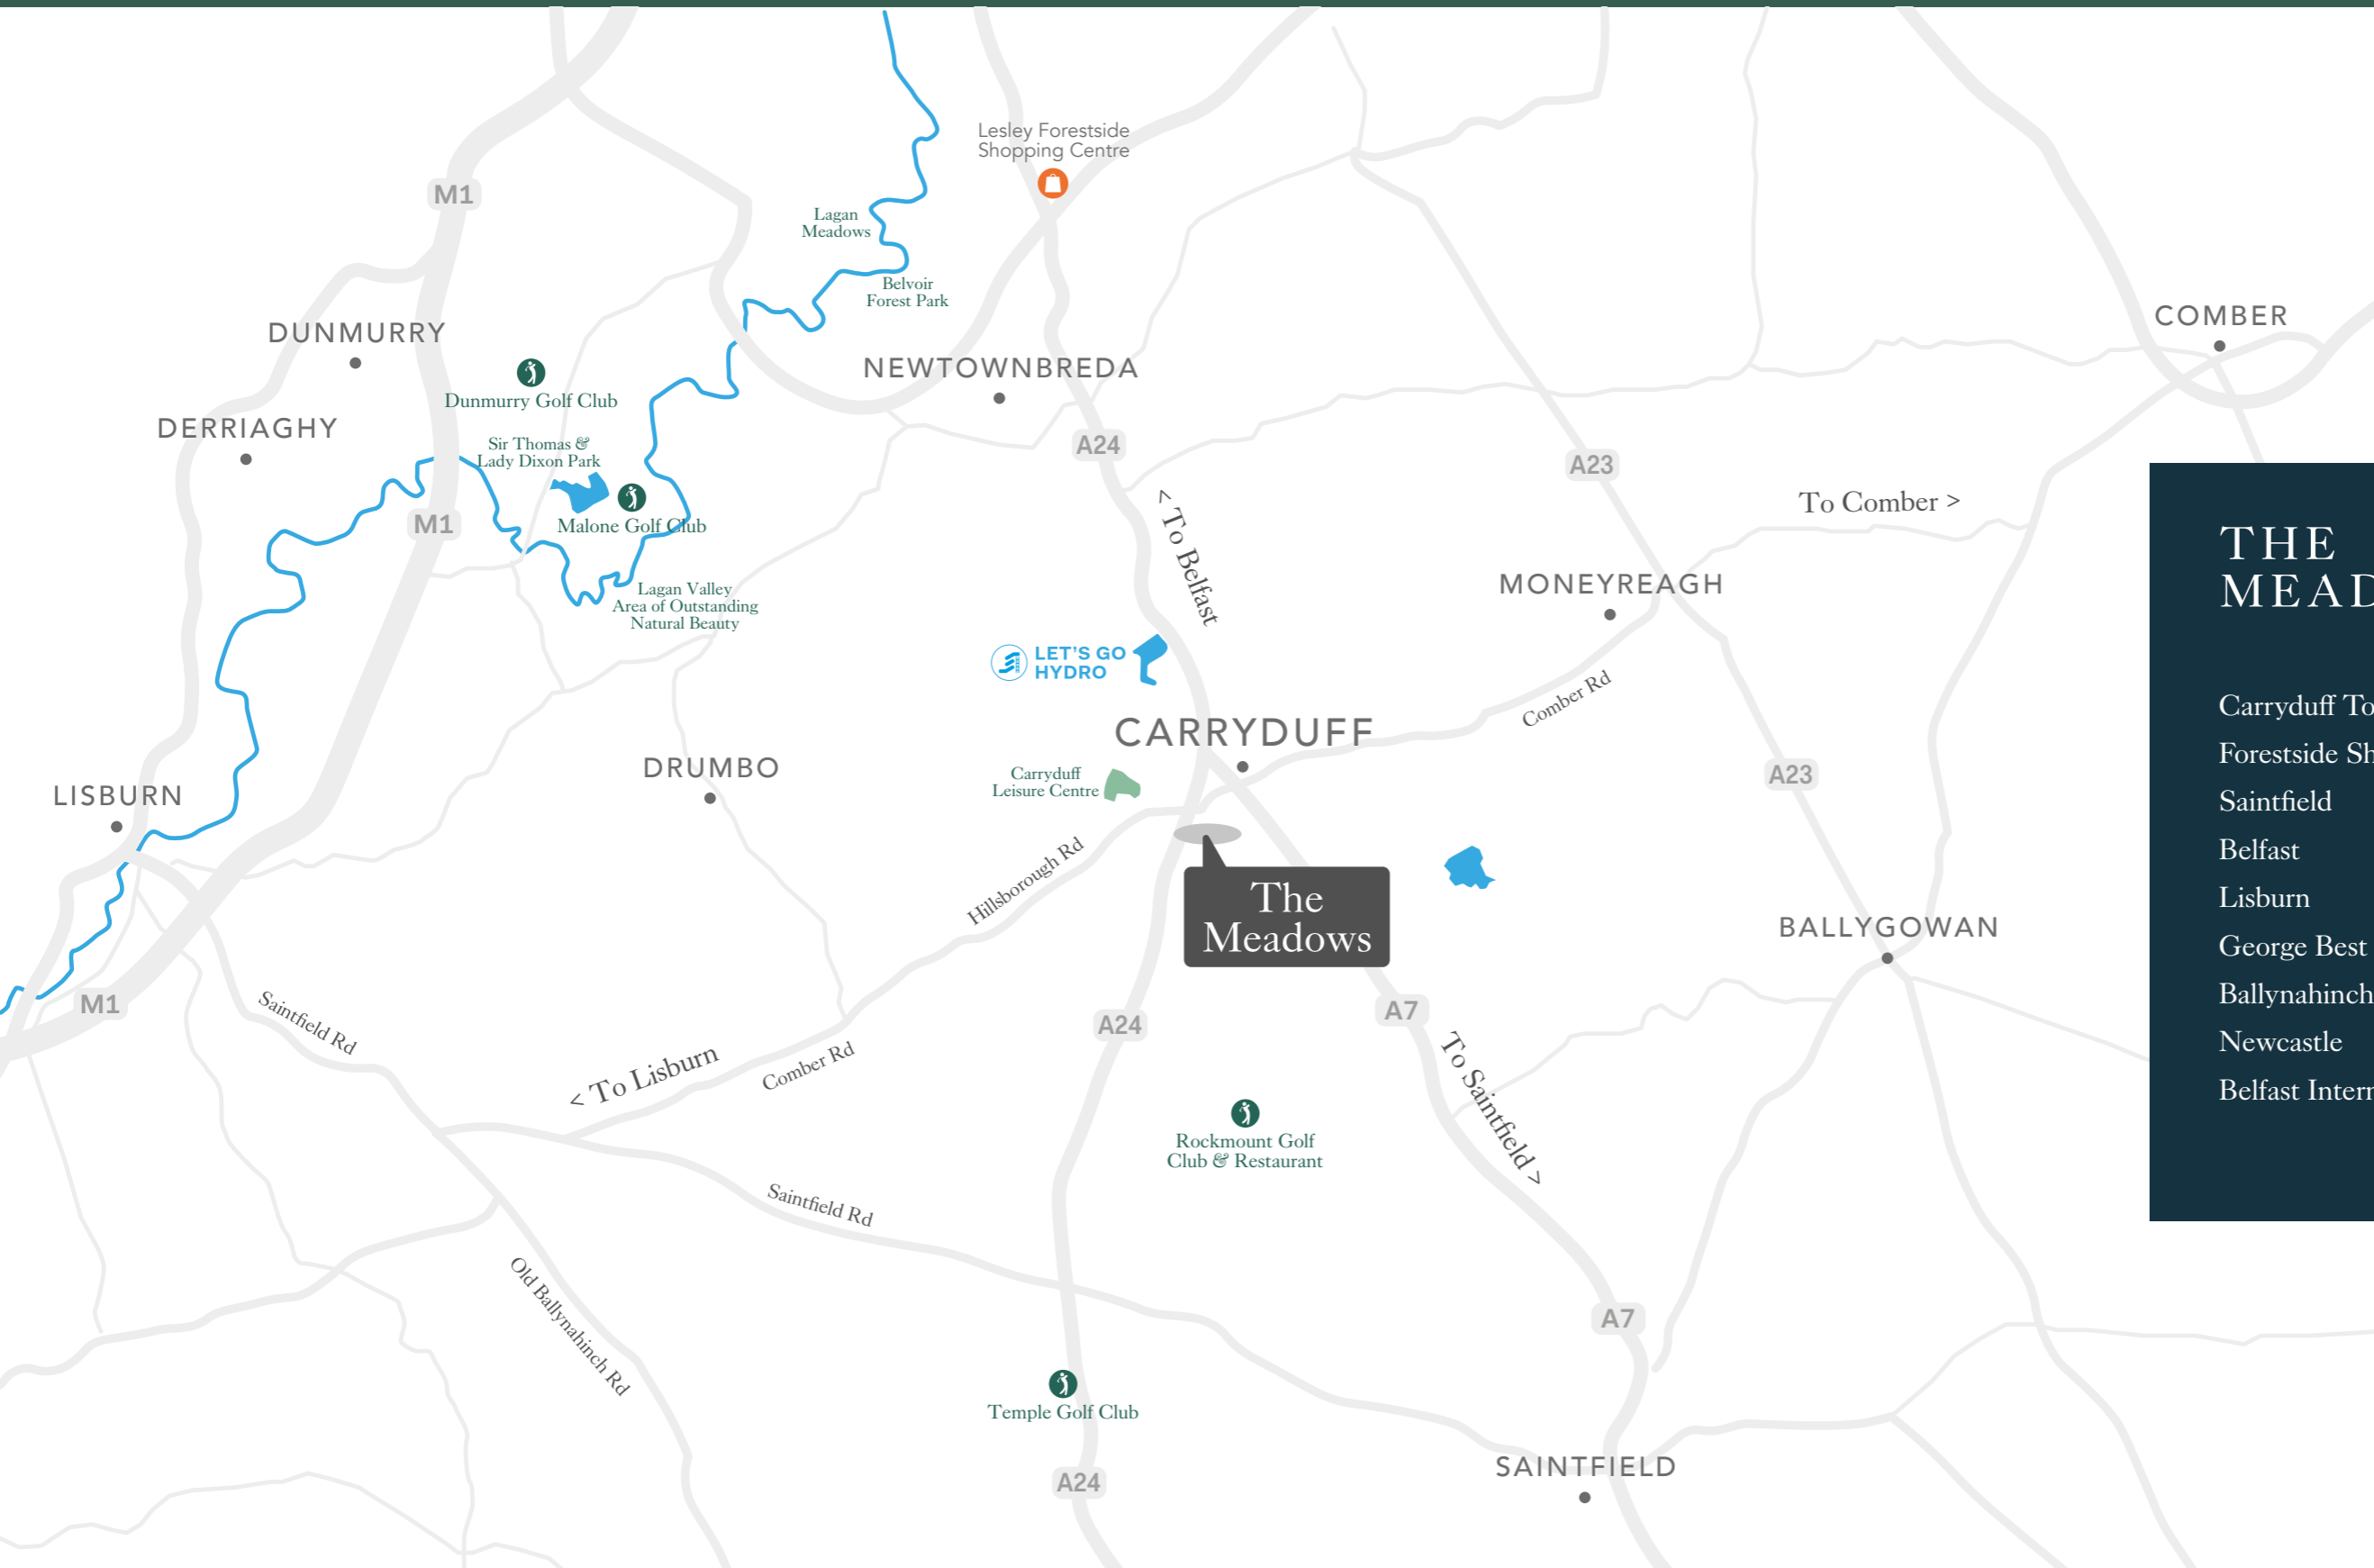 Lesley Forestside
Shopping Centre
M1
Lagan
Meadows
Belvoir
Forest Park
COMBER
DUNMURRY
NEWTOWNBREDA
Dunmurry Golf Club
DERRIAGHY
Sir Thomas &
Lady Dixon Park
A24
A23
M1
Malone Golf Club
< To Belfast
To Comber >
Lagan Valley
Area of Outstanding
Natural Beauty
MONEYREAGH
LET'S GO
HYDRO
Comber Rd
CARRYDUFF
DRUMBO
Carryduff
Leisure Centre
A23
LISBURN
Hillsborough Rd
The
Meadows
BALLYGOWAN
M1
Saintfield Rd
A24
A7
< To Lisburn
Comber Rd
To Saintfield >
Rockmount Golf
Club & Restaurant
Saintfield Rd
Old Ballynahinch Rd
A7
Temple Golf Club
A24
SAINTFIELD
THE
MEAD
Carryduff To
Forestside Sh
Saintfield
Belfast
Lisburn
George Best
Ballynahinch
Newcastle
Belfast Intern